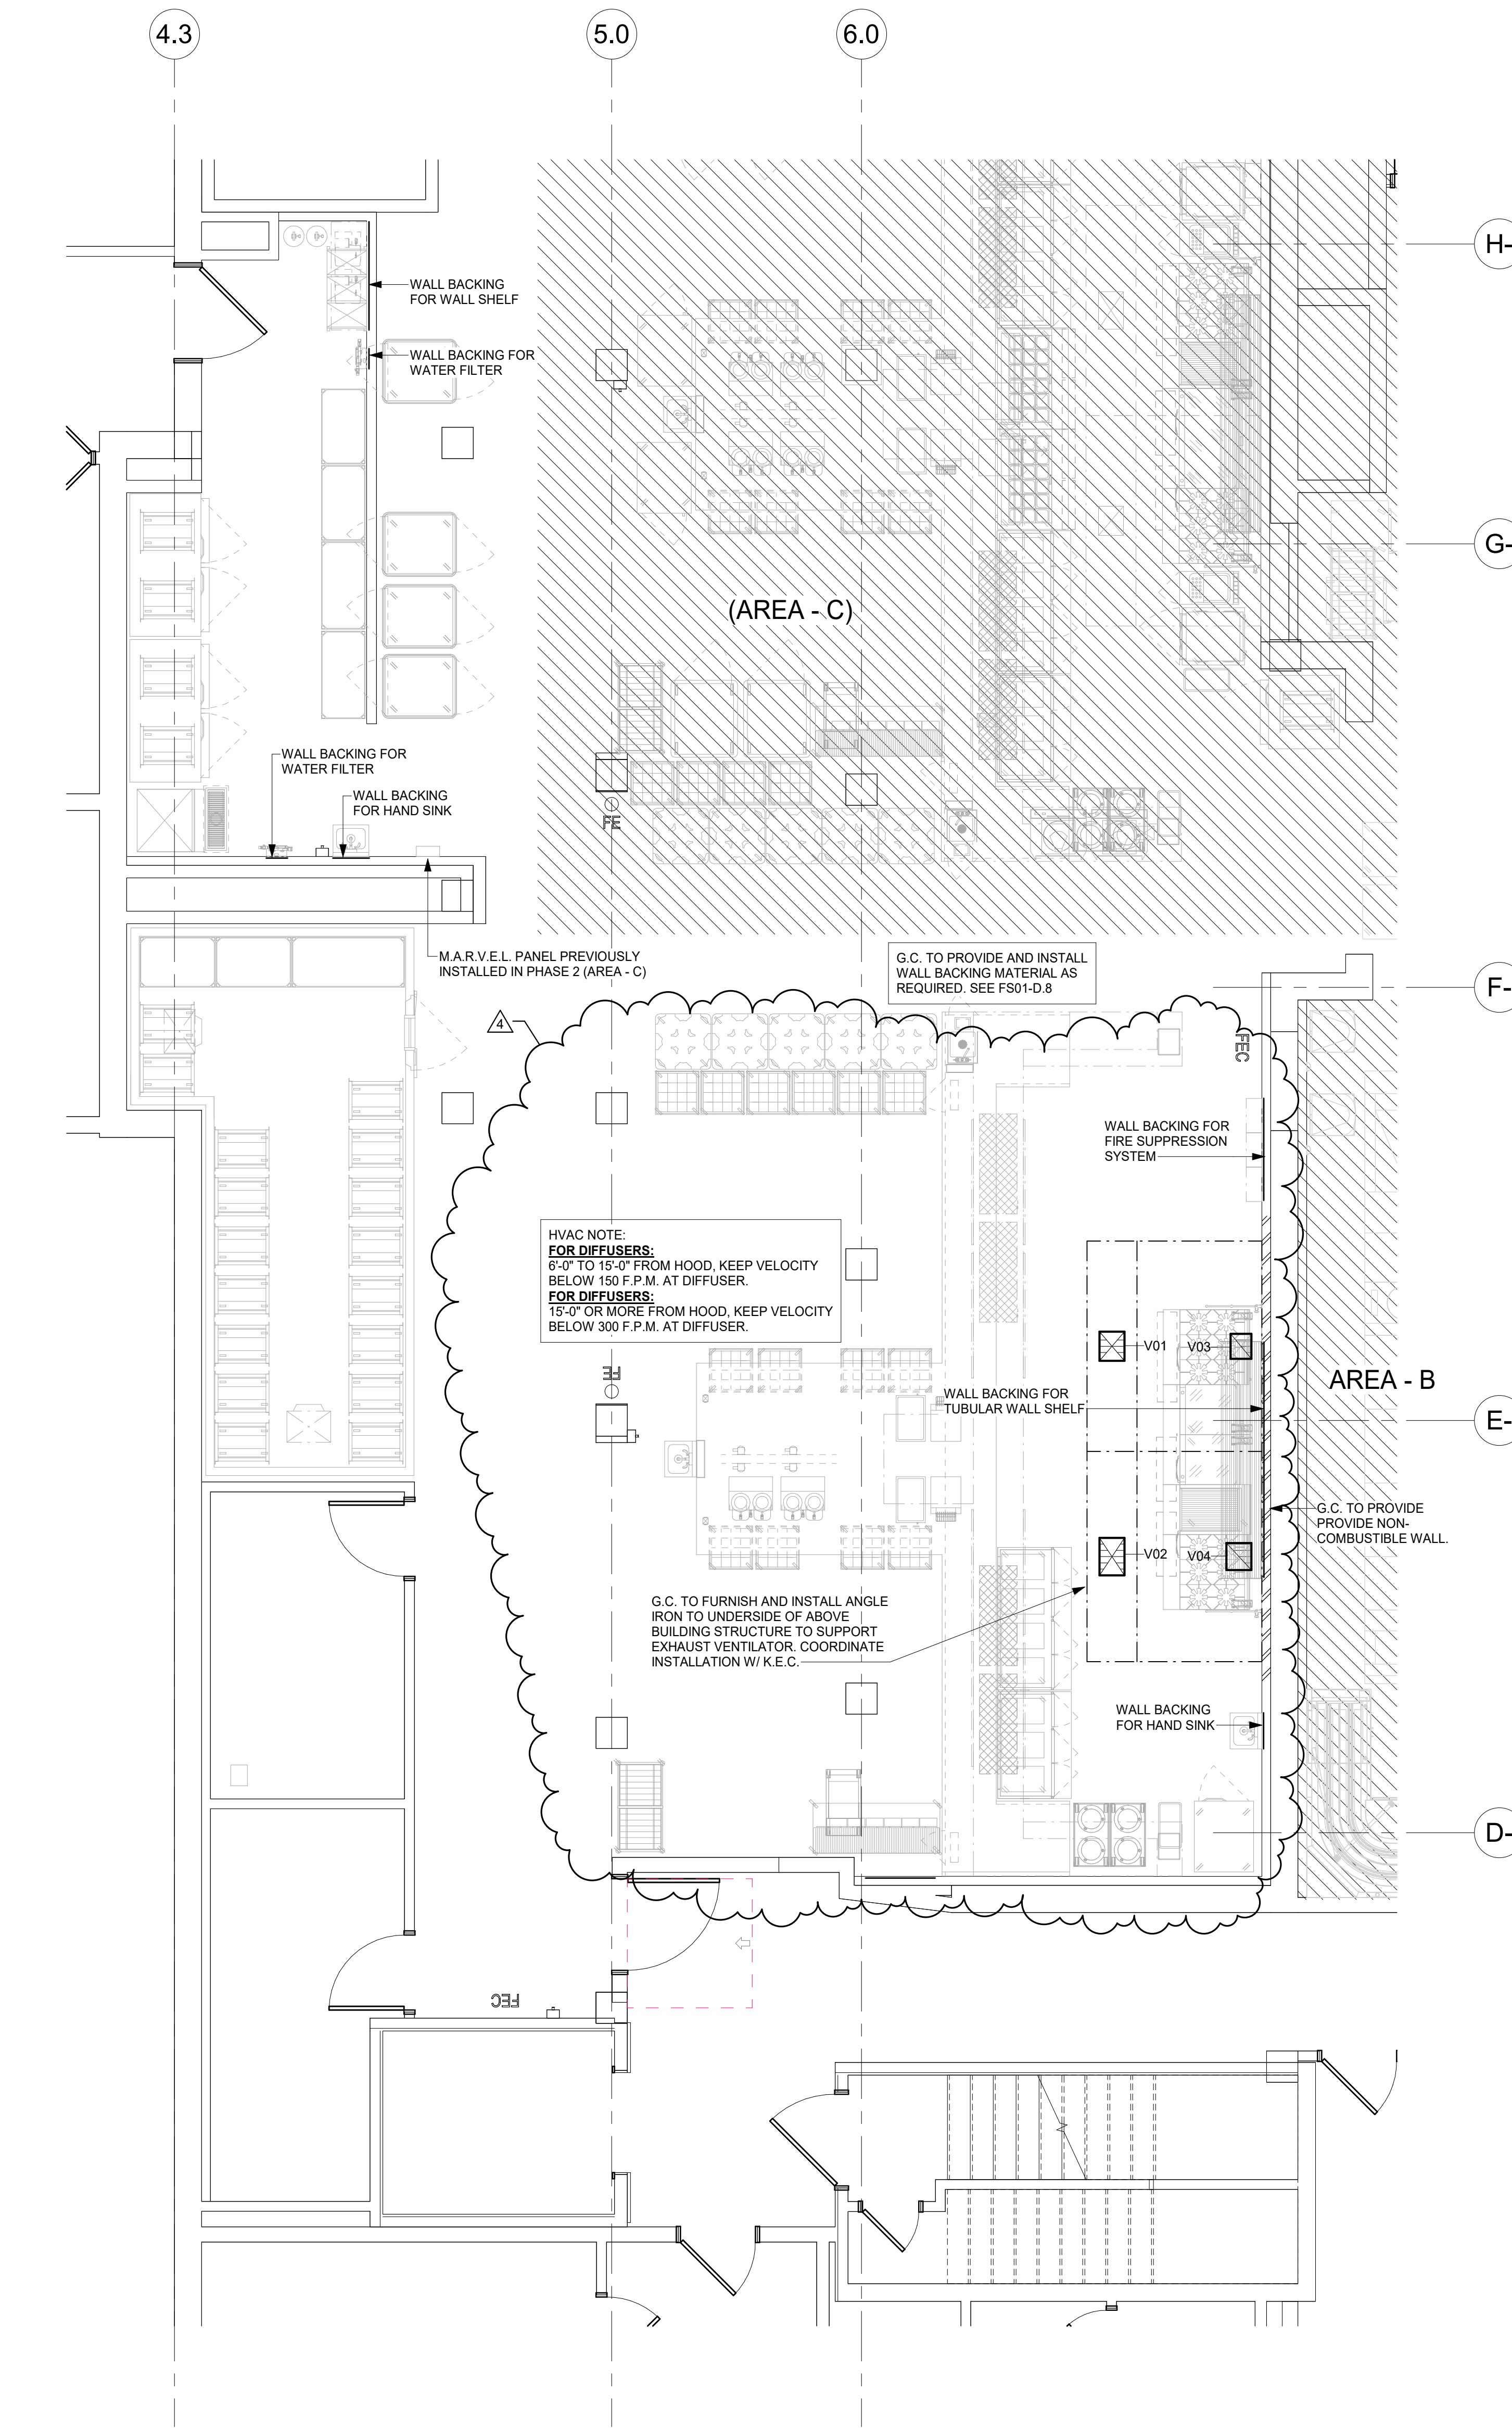 4.3
5.0
6.0
H-
WALL BACKING
FOR WALL SHELF
WALL BACKING FOR
WATER FILTER
G-
(AREA - C)
WALL BACKING FOR
WATER FILTER
WALL BACKING
FOR HAND SINK
FE
M.A.R.V.E.L. PANEL PREVIOUSLY
INSTALLED IN PHASE 2 (AREA - C)
G.C. TO PROVIDE AND INSTALL
WALL BACKING MATERIAL AS
REQUIRED. SEE FS01-D.8
F-
4
FEC
WALL BACKING FOR
FIRE SUPPRESSION
SYSTEM
HVAC NOTE:
FOR DIFFUSERS:
6'-0" TO 15'-0" FROM HOOD, KEEP VELOCITY
BELOW 150 F.P.M. AT DIFFUSER.
FOR DIFFUSERS:
15'-0" OR MORE FROM HOOD, KEEP VELOCITY
BELOW 300 F.P.M. AT DIFFUSER.
V01
V03
FE
AREA - B
WALL BACKING FOR
TUBULAR WALL SHELF
E-
G.C. TO PROVIDE
PROVIDE NON-
COMBUSTIBLE WALL.
V02
V04
G.C. TO FURNISH AND INSTALL ANGLE
IRON TO UNDERSIDE OF ABOVE
BUILDING STRUCTURE TO SUPPORT
EXHAUST VENTILATOR. COORDINATE
INSTALLATION W/ K.E.C.
WALL BACKING
FOR HAND SINK
D-
FEC